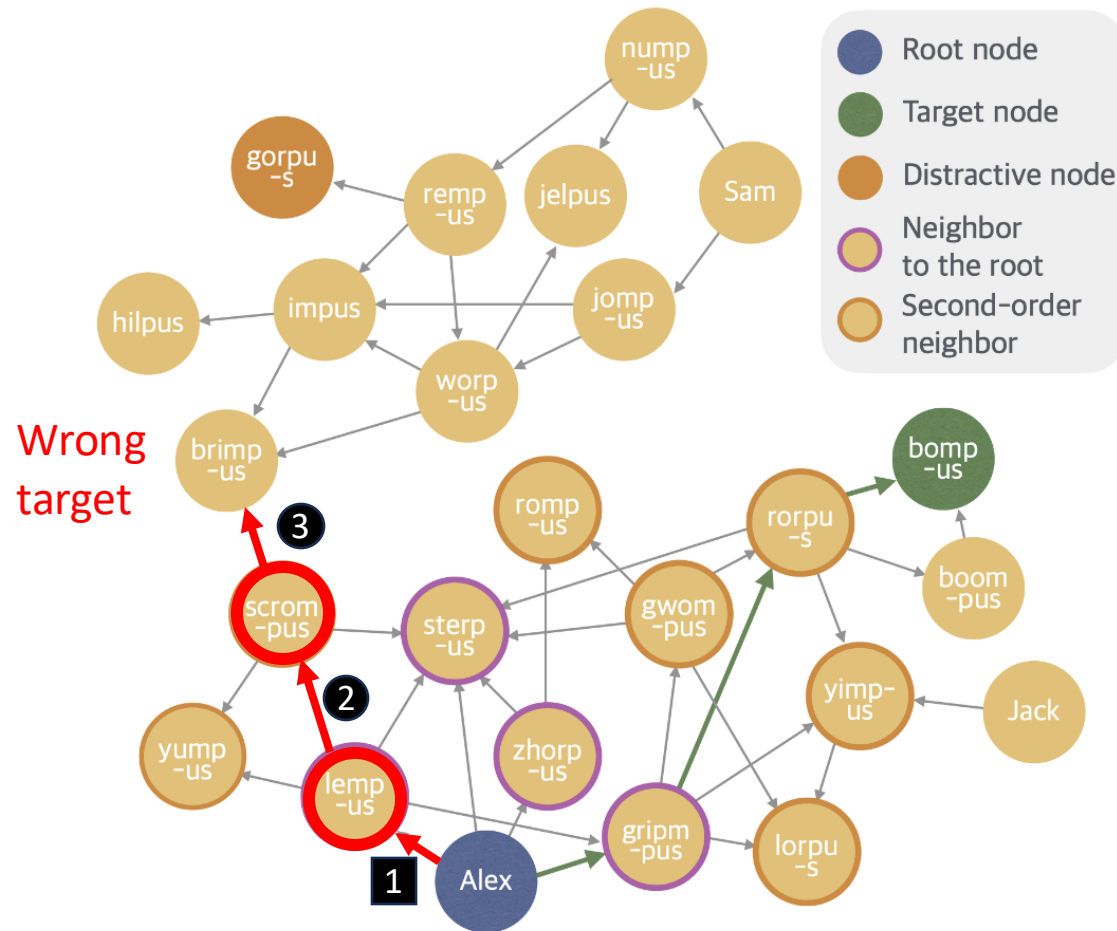 nump
-us
Root node
Target node
gorpu
-s
remp
-us
jelpus
Sam
Distractive node
Neighbor
to the root
hilpus
impus
jomp
-us
Second-order
neighbor
worp
-us
Wrong
target
brimp
-us
bomp
-us
3
romp
-us
rorpu
-s
boom
-pus
scrom
-pus
sterp
-us
gwom
-pus
2
yimp-
us
Jack
yump
-us
lemp
-us
zhorp
-us
gripm
-pus
lorpu
-s
1
Alex